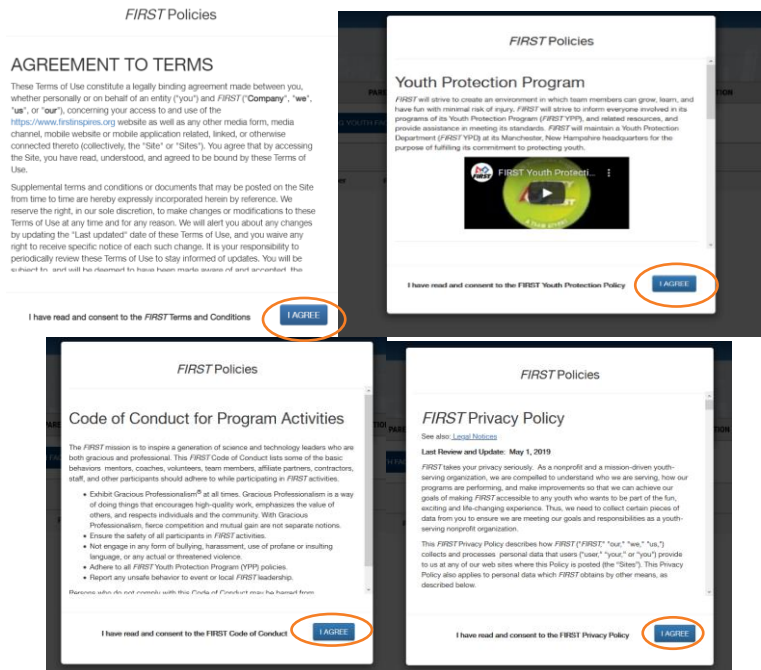 FIRST Policies
AGREEMENT TO TERMS
These Terms of Use constitute a legally binding agreement made between you,
whether personally or on behalf of an entity ("you") and FIRST ("Company", "we",
"us", or "our"), concerning your access to and use of the
https://www.firstinspires.org website as well as any other media form, media
channel, mobile website or mobile application related, linked, or otherwise
connected thereto (collectively, the "Site" or "Sites"). You agree that by accessing
the Site, you have read, understood, and agreed to be bound by these Terms of
Use.
Supplemental terms and conditions or documents that may be posted on the Site
from time to time are hereby expressly incorporated herein by reference. We
reserve the right, in our sole discretion, to make changes or modifications to these
Terms of Use at any time and for any reason. We will alert you about any changes
by updating the "Last updated" date of these Terms of Use, and you waive any
right to receive specific notice of each such change. It is your responsibility to
periodically review these Terms of Use to stay informed of updates. You will be
subject to, and will be deemed to have been made aware of and accepted, the
I have read and consent to the FIRST Terms and Conditions
I AGREE
FIRST Policies
Youth Protection Program
FIRST will strive to create an environment in which team members can grow, learn, and
have fun with minimal risk of injury. FIRST will strive to inform everyone involved in its
programs of its Youth Protection Program (FIRST YPP), and related resources, and
provide assistance in meeting its standards. FIRST will maintain a Youth Protection
Department (FIRST YPD) at its Manchester, New Hampshire headquarters for the
purpose of fulfilling its commitment to protecting youth.
FIRST Youth Protecti...
I have read and consent to the FIRST Youth Protection Policy
I AGREE
FIRST Policies
Code of Conduct for Program Activities
The FIRST mission is to inspire a generation of science and technology leaders who are
both gracious and professional. This FIRST Code of Conduct lists some of the basic
behaviors mentors, coaches, volunteers, team members, affiliate partners, contractors,
staff, and other participants should adhere to while participating in FIRST activities.
• Exhibit Gracious Professionalism® at all times. Gracious Professionalism is a way
of doing things that encourages high-quality work, emphasizes the value of
others, and respects individuals and the community. With Gracious
Professionalism, fierce competition and mutual gain are not separate notions.
• Ensure the safety of all participants in FIRST activities.
• Not engage in any form of bullying, harassment, use of profane or insulting
language, or any actual or threatened violence.
• Adhere to all FIRST Youth Protection Program (YPP) policies.
• Report any unsafe behavior to event or local FIRST leadership.
Persons who do not comply with this Code of Conduct may be barred from
I have read and consent to the FIRST Code of Conduct
I AGREE
FIRST Policies
FIRST Privacy Policy
See also: Legal Notices
Last Review and Update: May 1, 2019
FIRST takes your privacy seriously. As a nonprofit and a mission-driven youth-
serving organization, we are compelled to understand who we are serving, how our
programs are performing, and make improvements so that we can achieve our
goals of making FIRST accessible to any youth who wants to be part of the fun,
exciting and life-changing experience. Thus, we need to collect certain pieces of
data from you to ensure we are meeting our goals and responsibilities as a youth-
serving nonprofit organization.
This FIRST Privacy Policy describes how FIRST ("FIRST," "our," "we," "us,")
collects and processes personal data that users ("user," "your," or "you") provide
to us at any of our web sites where this Policy is posted (the "Sites"). This Privacy
Policy also applies to personal data which FIRST obtains by other means, as
described below.
I have read and consent to the FIRST Privacy Policy
I AGREE